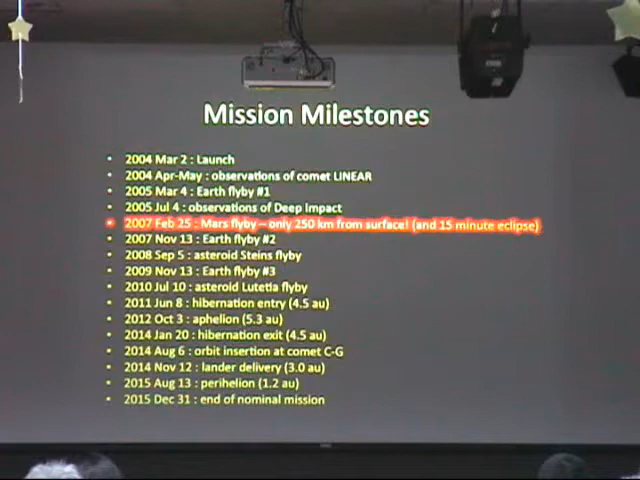 Mission Milestones
• 2004 Mar 2 : Launch
• 2004 Apr-May : observations of comet LINEAR
• 2005 Mar 4 : Earth flyby #1
• 2005 Jul 4 : observations of Deep Impact
• 2007 Feb 25 : Mars flyby – only 250 km from surface! (and 15 minute eclipse)
• 2007 Nov 13 : Earth flyby #2
• 2008 Sep 5 : asteroid Steins flyby
• 2009 Nov 13 : Earth flyby #3
• 2010 Jul 10 : asteroid Lutetia flyby
• 2011 Jun 8 : hibernation entry (4.5 au)
• 2012 Oct 3 : aphelion (5.3 au)
• 2014 Jan 20 : hibernation exit (4.5 au)
• 2014 Aug 6 : orbit insertion at comet C-G
• 2014 Nov 12 : lander delivery (3.0 au)
• 2015 Aug 13 : perihelion (1.2 au)
• 2015 Dec 31 : end of nominal mission